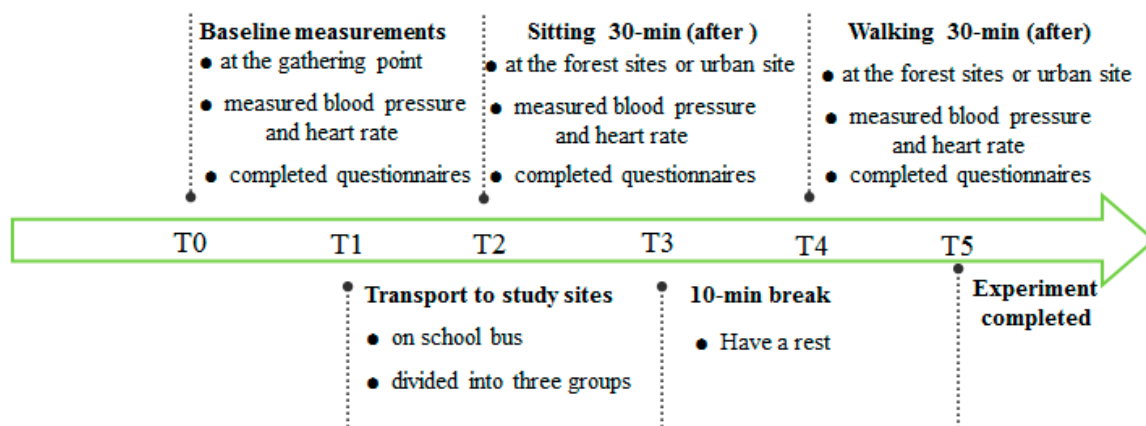 Baseline measurements
● at the gathering point
● measured blood pressure
and heart rate
● completed questionnaires
Sitting 30-min (after )
● at the forest sites or urban site
● measured blood pressure
and heart rate
● completed questionnaires
Walking 30-min (after)
● at the forest sites or urban site
● measured blood pressure
and heart rate
● completed questionnaires
T0 T1 T2 T3 T4 T5
Transport to study sites
● on school bus
● divided into three groups
10-min break
● Have a rest
Experiment
completed